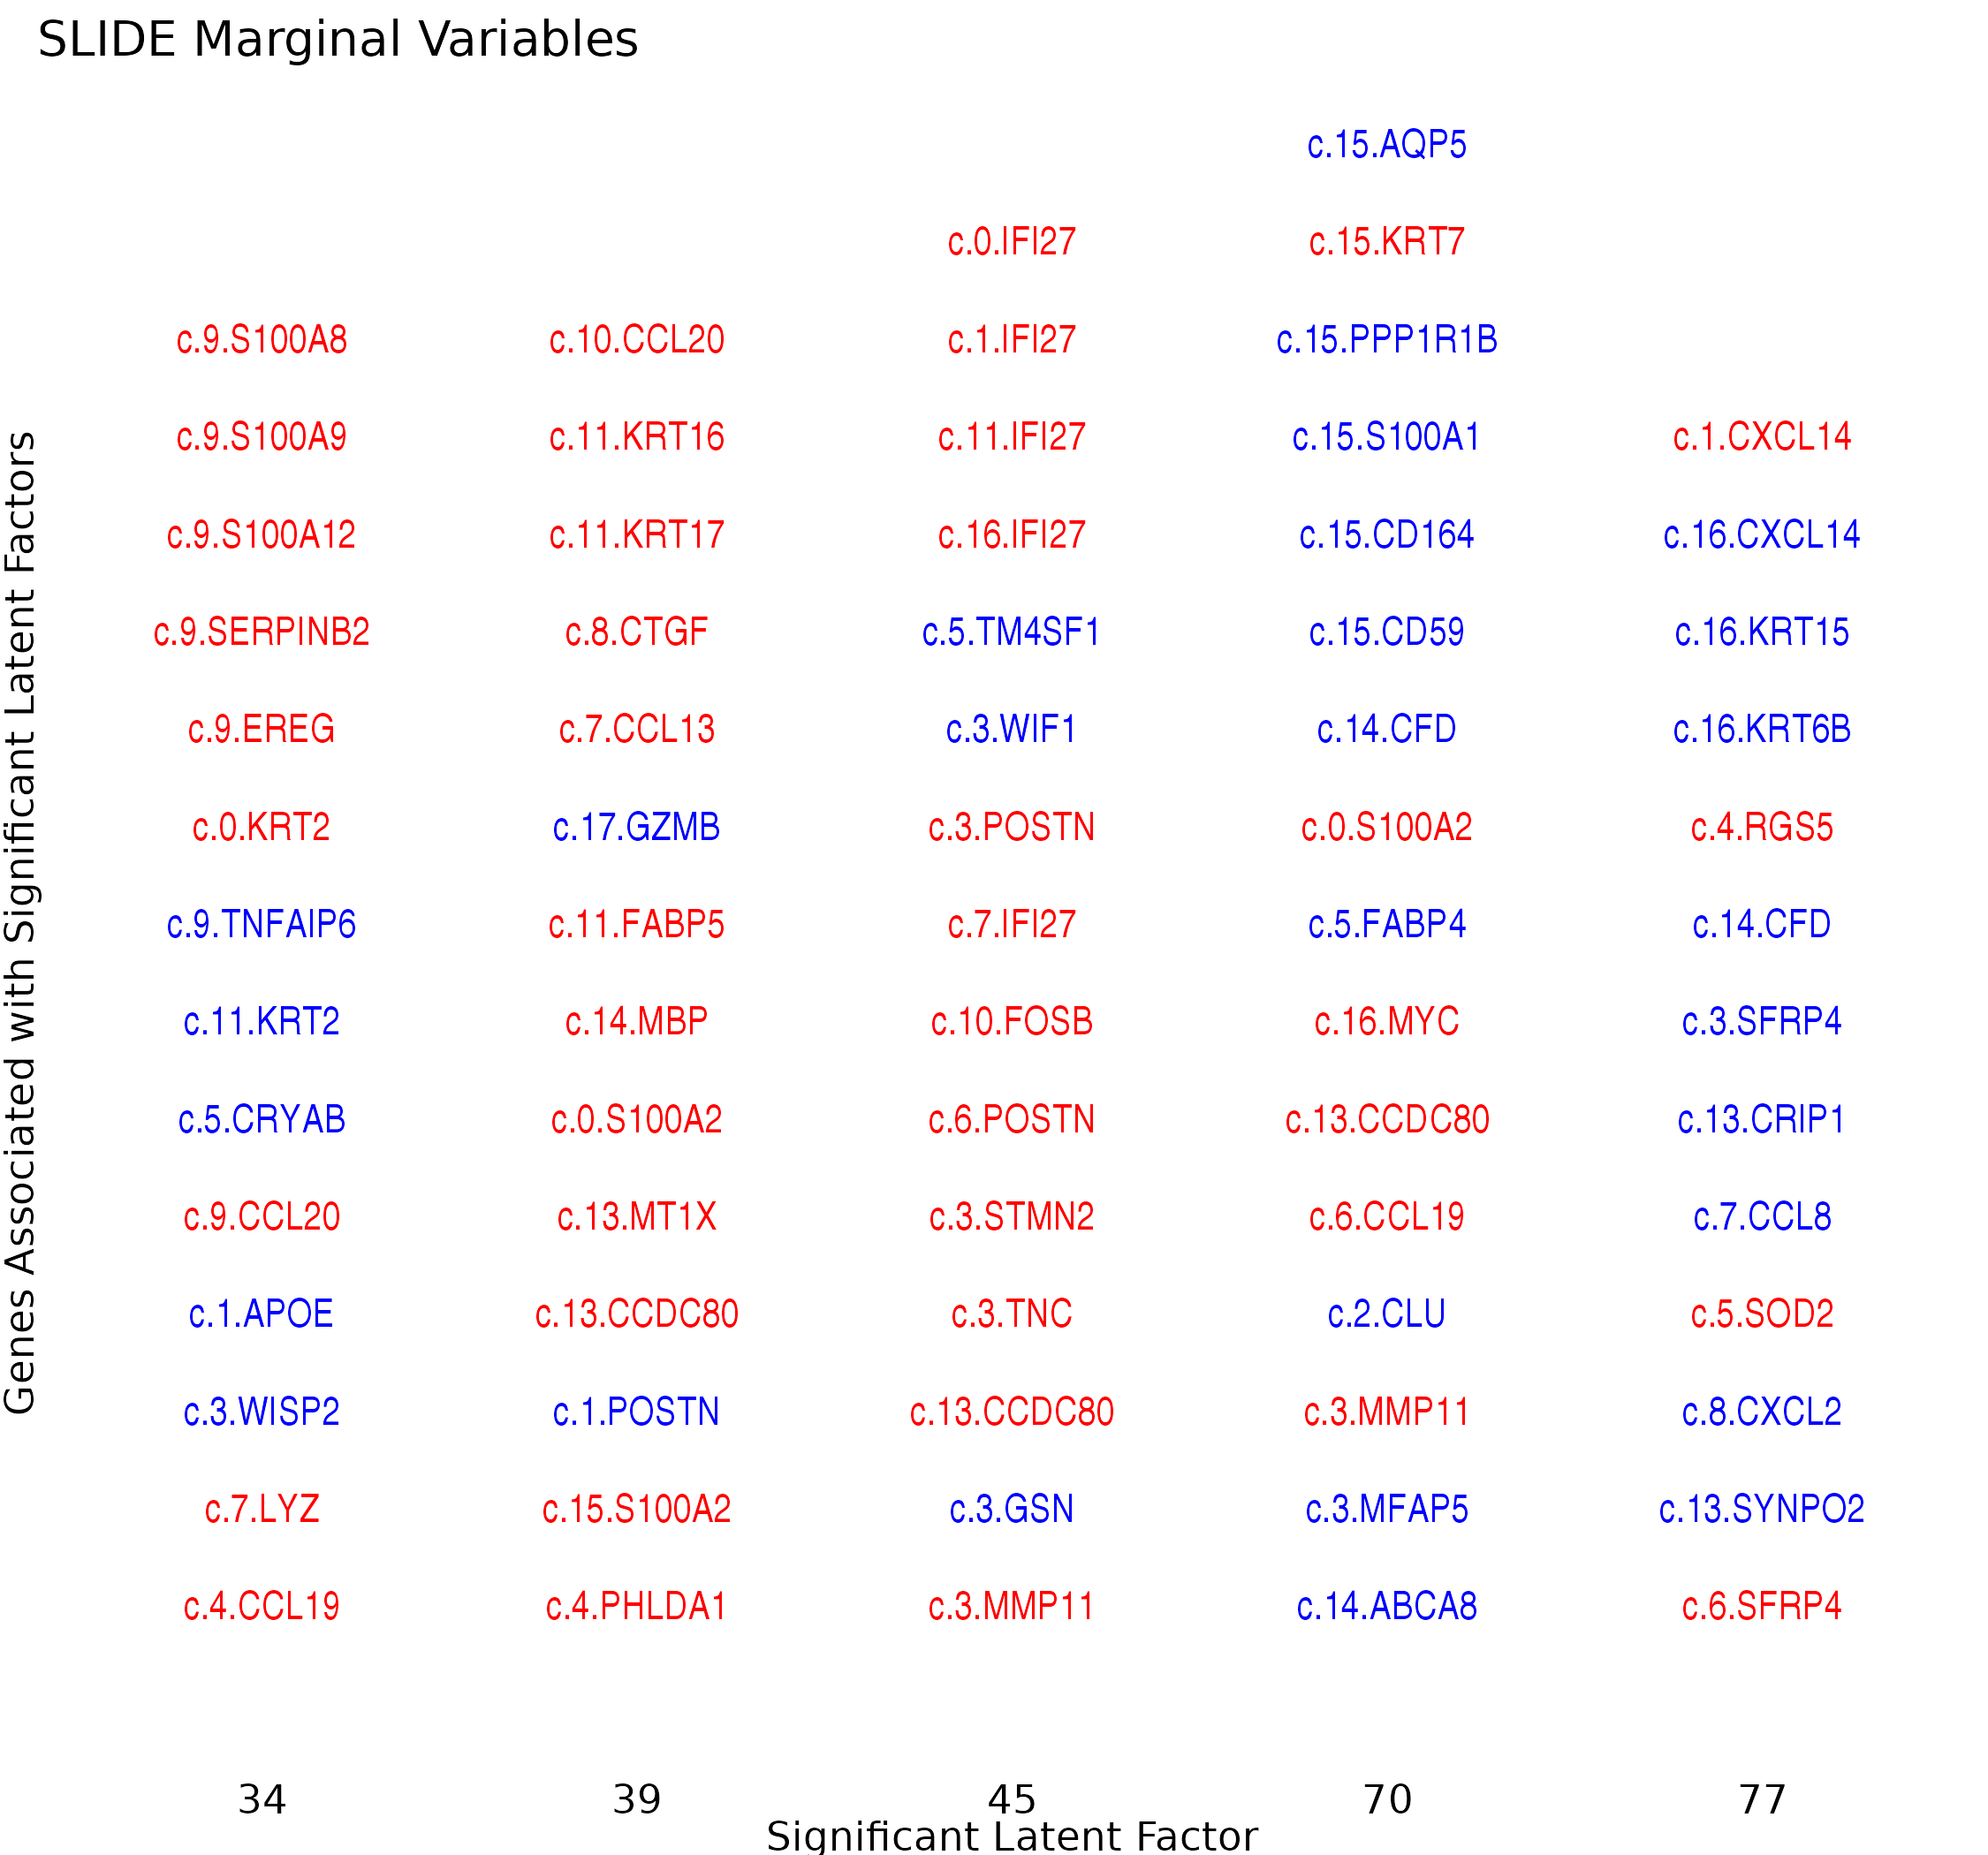 SLIDE Marginal Variables
c.15.AQP5
c.0.IFI27 c.15.KRT7
c.9.S100A8 c.10.CCL20 c.1.IFI27 c.15.PPP1R1B
c.9.S100A9 c.11.KRT16 c.11.IFI27 c.15.S100A1 c.1.CXCL14
c.9.S100A12 c.11.KRT17 c.16.IFI27 c.15.CD164 c.16.CXCL14
c.9.SERPINB2 c.8.CTGF c.5.TM4SF1 c.15.CD59 c.16.KRT15
c.9.EREG c.7.CCL13 c.3.WIF1 c.14.CFD c.16.KRT6B
c.0.KRT2 c.17.GZMB c.3.POSTN c.0.S100A2 c.4.RGS5
c.9.TNFAIP6 c.11.FABP5 c.7.IFI27 c.5.FABP4 c.14.CFD
c.11.KRT2 c.14.MBP c.10.FOSB c.16.MYC c.3.SFRP4
c.5.CRYAB c.0.S100A2 c.6.POSTN c.13.CCDC80 c.13.CRIP1
c.9.CCL20 c.13.MT1X c.3.STMN2 c.6.CCL19 c.7.CCL8
c.1.APOE c.13.CCDC80 c.3.TNC c.2.CLU c.5.SOD2
c.3.WISP2 c.1.POSTN c.13.CCDC80 c.3.MMP11 c.8.CXCL2
c.7.LYZ c.15.S100A2 c.3.GSN c.3.MFAP5 c.13.SYNPO2
c.4.CCL19 c.4.PHLDA1 c.3.MMP11 c.14.ABCA8 c.6.SFRP4
34 39 45 70 77
Significant Latent Factor
Genes Associated with Significant Latent Factors